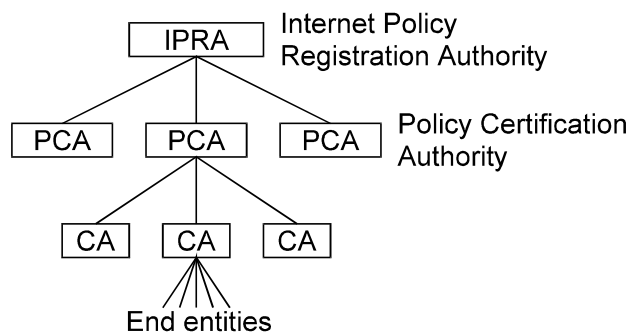 IPRA
Internet Policy
Registration Authority
PCA
PCA
PCA
Policy Certification
Authority
CA
CA
CA
End entities